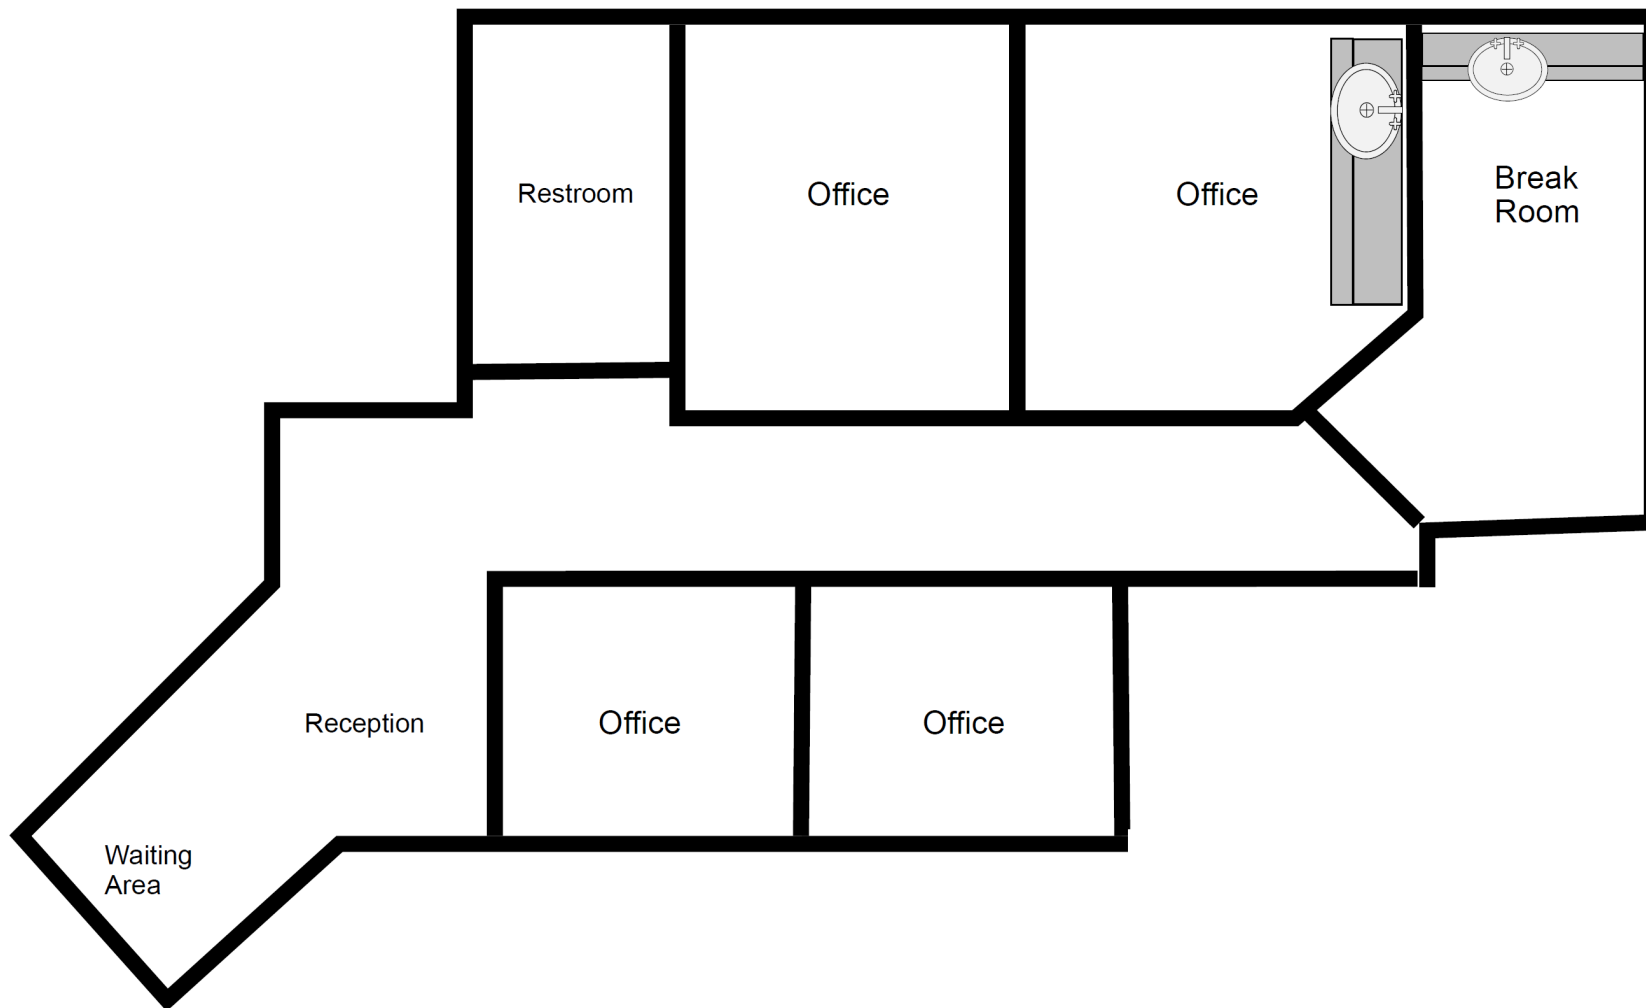 Restroom
Office
Office
Break
Room
Reception
Office
Office
Waiting
Area